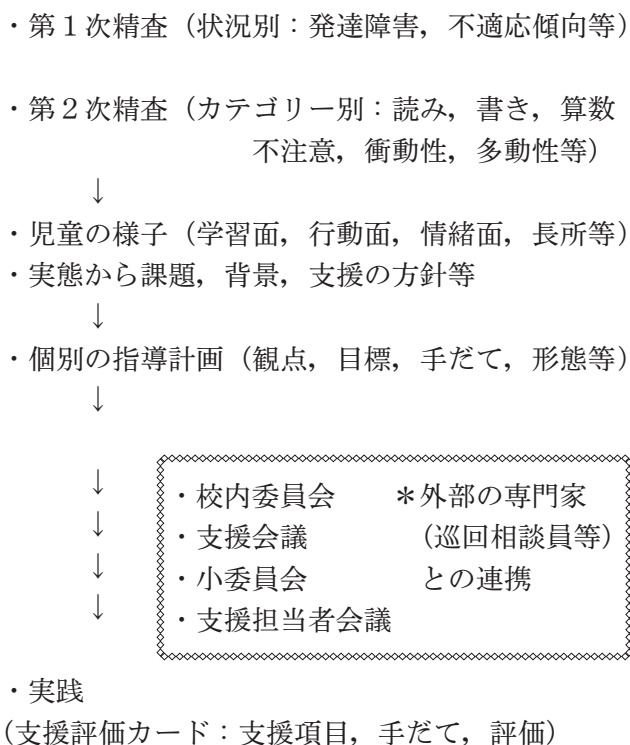 ・第１次精査（状況別：発達障害，不適応傾向等）
・第２次精査（カテゴリー別：読み，書き，算数
不注意，衝動性，多動性等）
↓
・児童の様子（学習面，行動面，情緒面，長所等）
・実態から課題，背景，支援の方針等
↓
・個別の指導計画（観点，目標，手だて，形態等）
↓
↓ ・校内委員会 ＊外部の専門家
↓ ・支援会議 （巡回相談員等）
↓ ・小委員会 との連携
↓ ・支援担当者会議
・実践
（支援評価カード：支援項目，手だて，評価）